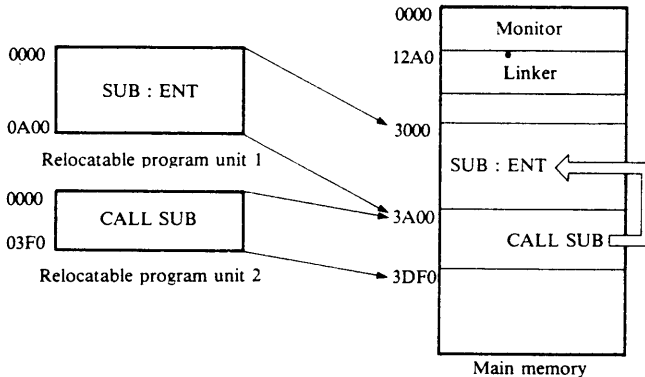 0000
SUB : ENT
0A00
Relocatable program unit 1
0000
CALL SUB
03F0
Relocatable program unit 2
0000
Monitor
12A0
Linker
3000
SUB : ENT
3A00
CALL SUB
3DF0
Main memory